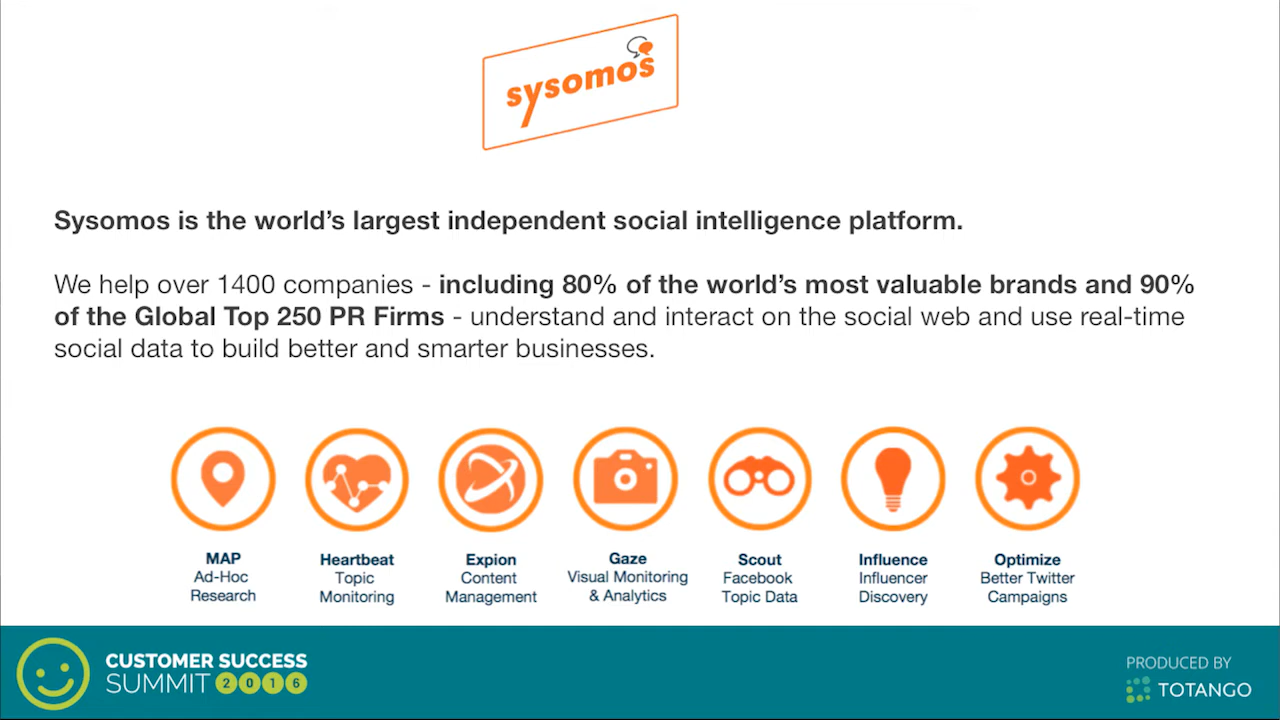 sysomos
Sysomos is the world's largest independent social intelligence platform.
We help over 1400 companies - including 80% of the world's most valuable brands and 90%
of the Global Top 250 PR Firms - understand and interact on the social web and use real-time
social data to build better and smarter businesses.
MAP
Ad-Hoc
Research
Heartbeat
Topic
Monitoring
Expion
Content
Management
Gaze
Visual Monitoring
& Analytics
Scout
Facebook
Topic Data
Influence
Influencer
Discovery
Optimize
Better Twitter
Campaigns
CUSTOMER SUCCESS
SUMMIT 2016
PRODUCED BY
TOTANGO